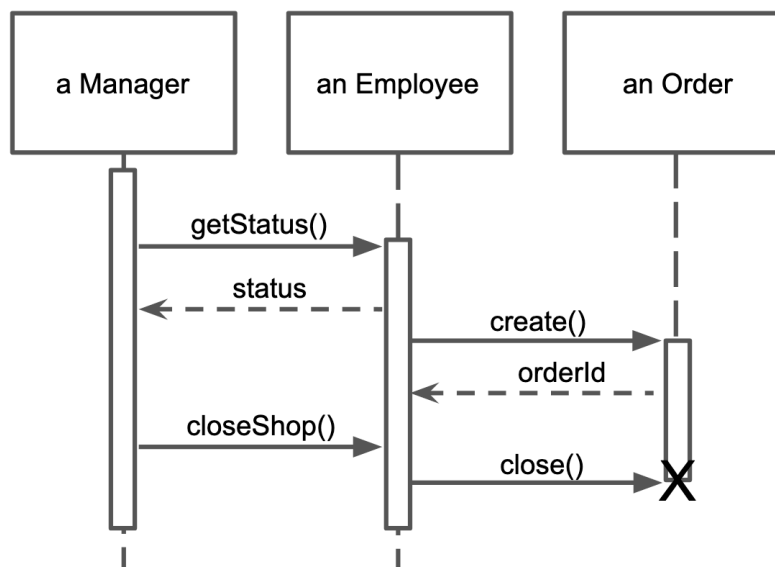 a Manager
an Employee
an Order
getStatus()
status
create()
orderId
closeShop()
close()
X